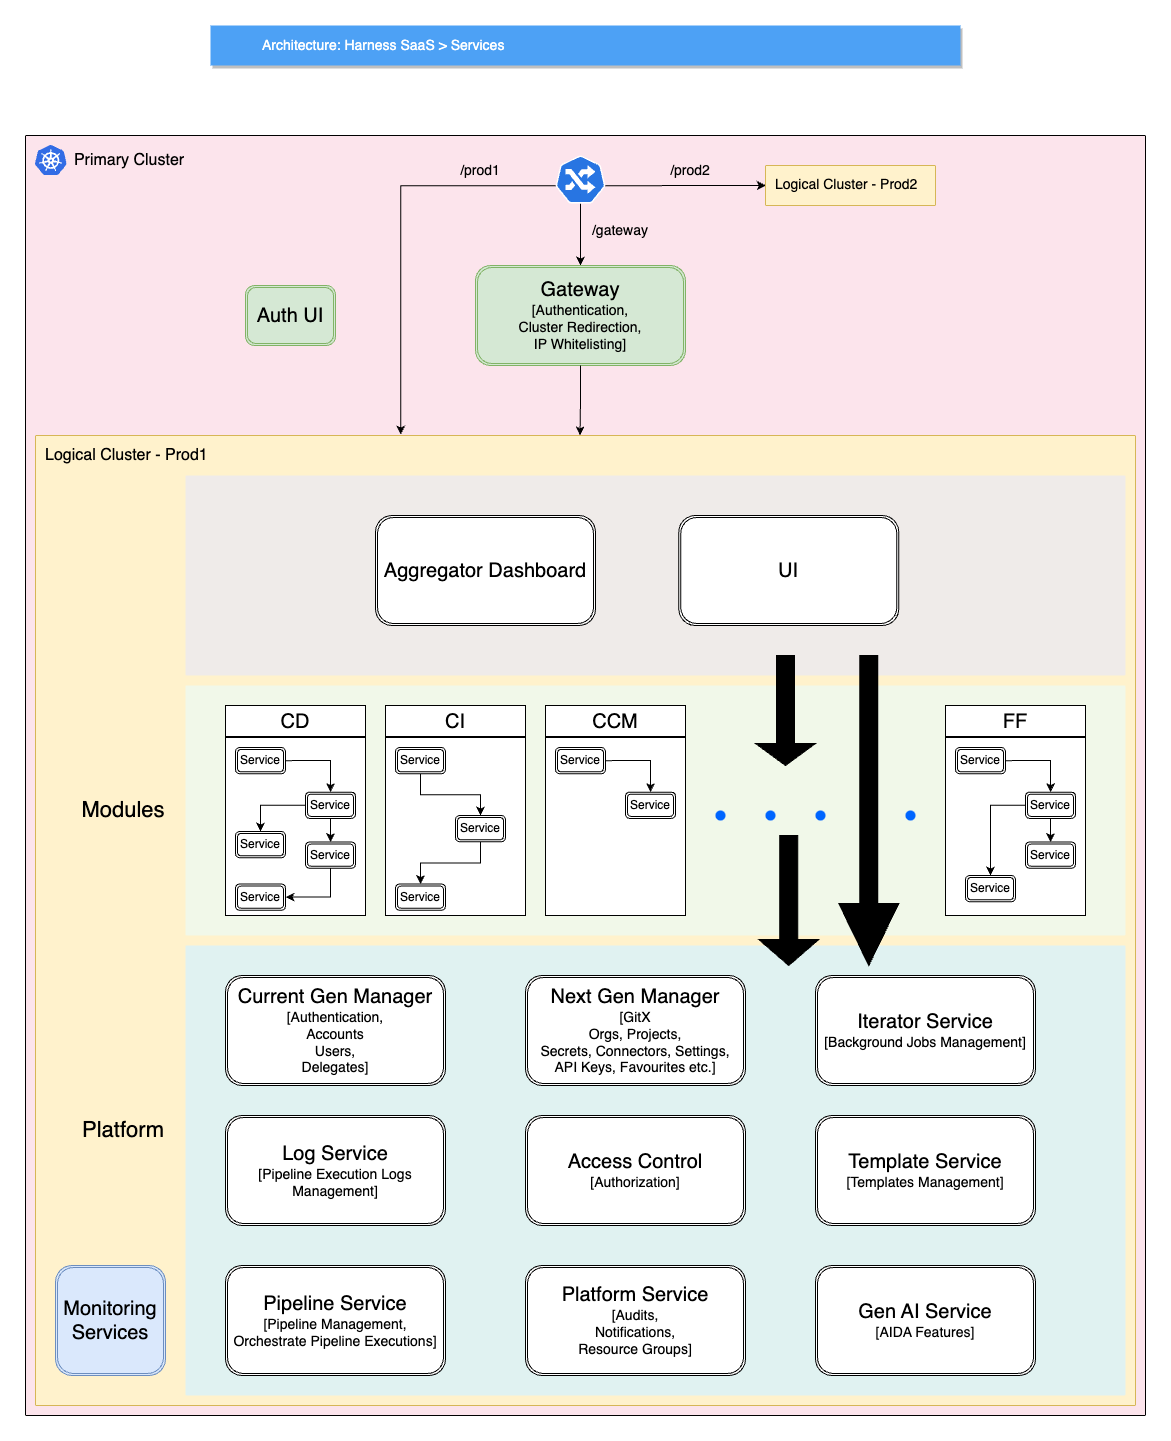 Architecture: Harness SaaS > Services
Primary Cluster
/prod1
/prod2
Logical Cluster - Prod2
/gateway
Auth UI
Gateway
[Authentication,
Cluster Redirection,
IP Whitelisting]
Logical Cluster - Prod1
Aggregator Dashboard
UI
Modules
CD
Service
Service
Service
Service
Service
CI
Service
Service
Service
CCM
Service
Service
FF
Service
Service
Service
Service
Platform
Current Gen Manager
[Authentication,
Accounts
Users,
Delegates]
Next Gen Manager
[GitX
Orgs, Projects,
Secrets, Connectors, Settings,
API Keys, Favourites etc.]
Iterator Service
[Background Jobs Management]
Log Service
[Pipeline Execution Logs
Management]
Access Control
[Authorization]
Template Service
[Templates Management]
Monitoring
Services
Pipeline Service
[Pipeline Management,
Orchestrate Pipeline Executions]
Platform Service
[Audits,
Notifications,
Resource Groups]
Gen AI Service
[AIDA Features]